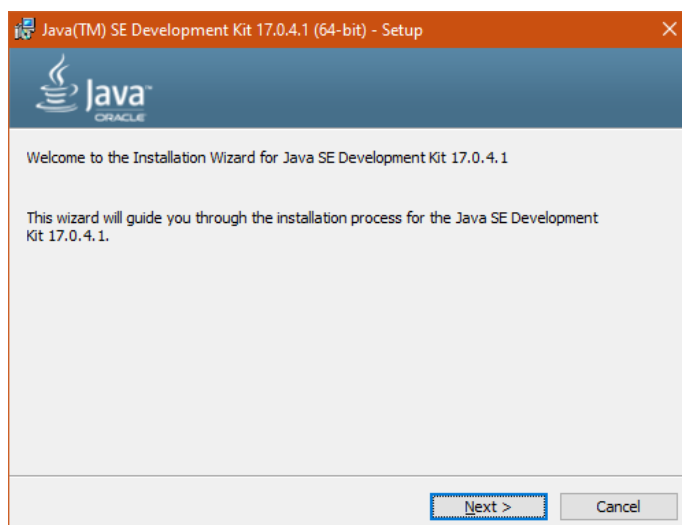 Java(TM) SE Development Kit 17.0.4.1 (64-bit) - Setup
Java™
ORACLE
Welcome to the Installation Wizard for Java SE Development Kit 17.0.4.1
This wizard will guide you through the installation process for the Java SE Development
Kit 17.0.4.1.
Next >
Cancel